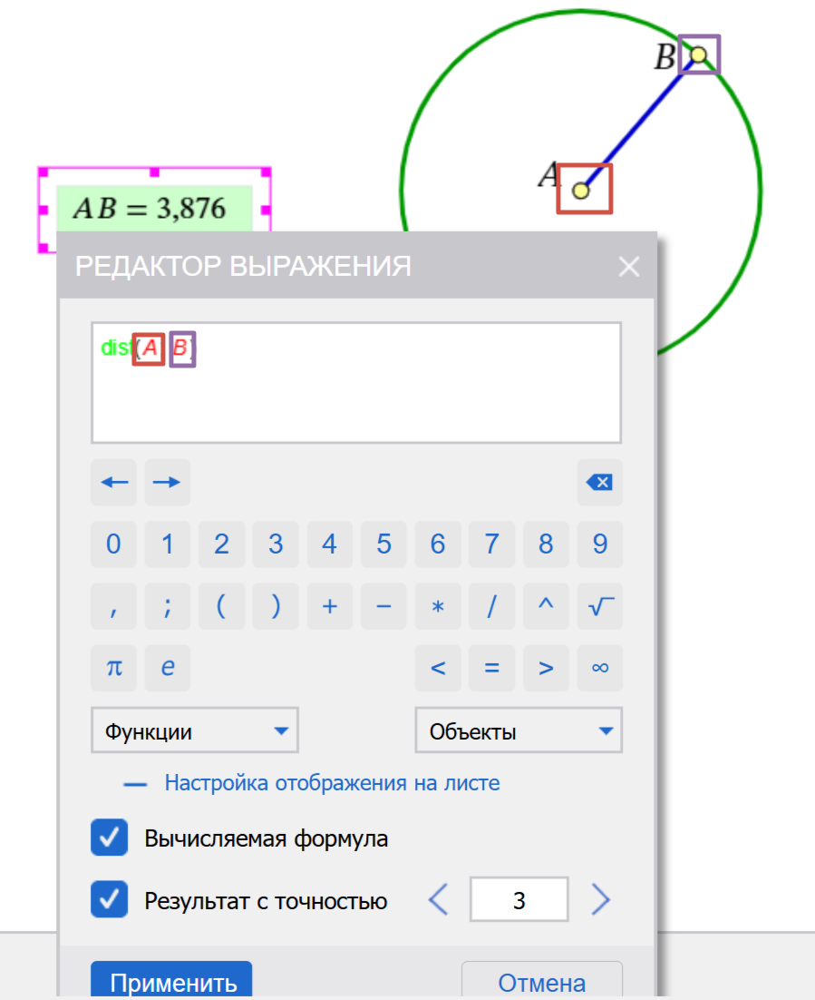 B
A
AB = 3,876
РЕДАКТОР ВЫРАЖЕНИЯ
dist(A B)
0 1 2 3 4 5 6 7 8 9
, ; ( ) + − * / ^ √
π e < = > ∞
Функции Объекты
Настройка отображения на листе
Вычисляемая формула
Результат с точностью 3
Применить Отмена